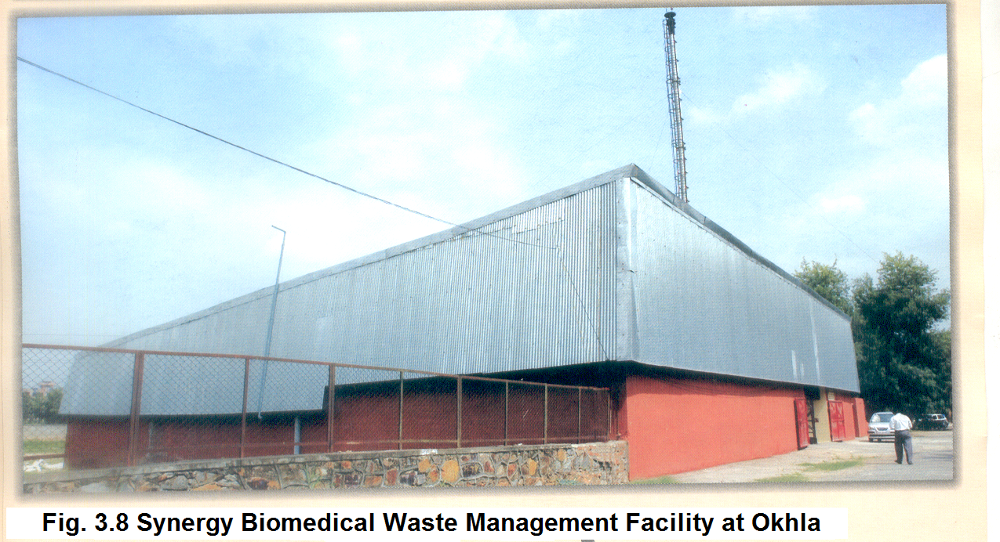 Fig. 3.8 Synergy Biomedical Waste Management Facility at Okhla